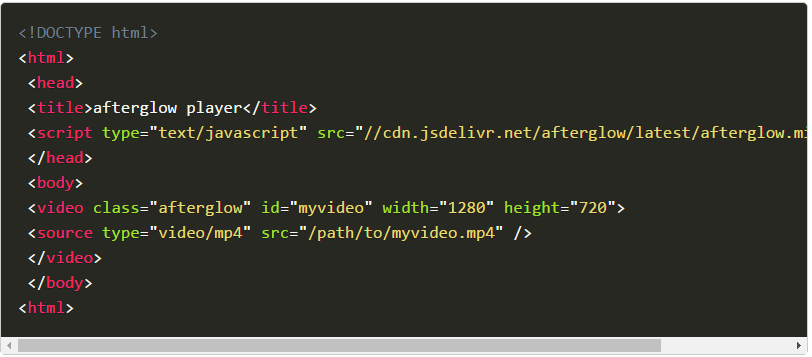 <!DOCTYPE html>
<html>
<head>
<title>afterglow player</title>
<script type="text/javascript" src="//cdn.jsdelivr.net/afterglow/latest/afterglow.mi
</head>
<body>
<video class="afterglow" id="myvideo" width="1280" height="720">
<source type="video/mp4" src="/path/to/myvideo.mp4" />
</video>
</body>
<html>